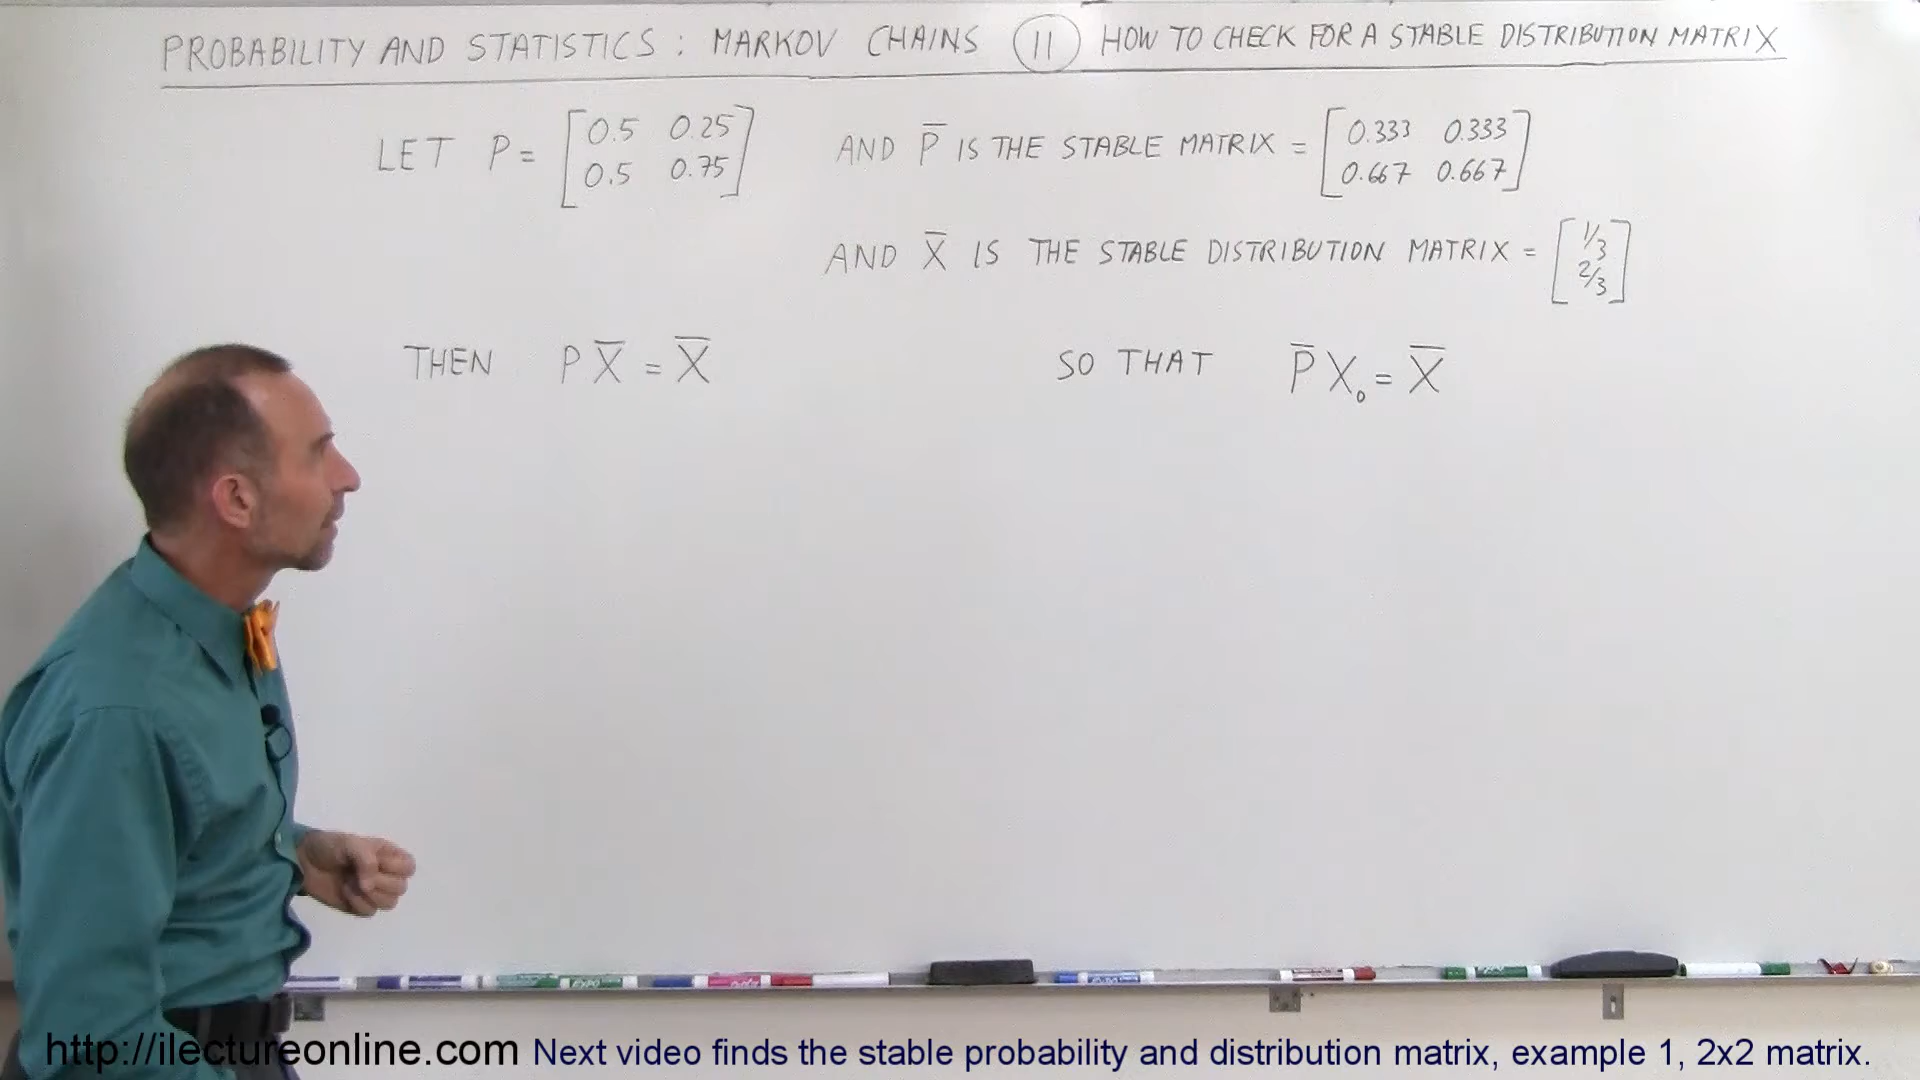 PROBABILITY AND STATISTICS : MARKOV CHAINS 11 HOW TO CHECK FOR A STABLE DISTRIBUTION MATRIX
LET P = [0.5 0.25
0.5 0.75]
AND P̅ IS THE STABLE MATRIX = [0.333 0.333
0.667 0.667]
AND X̅ IS THE STABLE DISTRIBUTION MATRIX = [1/3
2/3]
THEN P X̅ = X̅
SO THAT P̅ X₀ = X̅
http://ilectureonline.com Next video finds the stable probability and distribution matrix, example 1, 2x2 matrix.